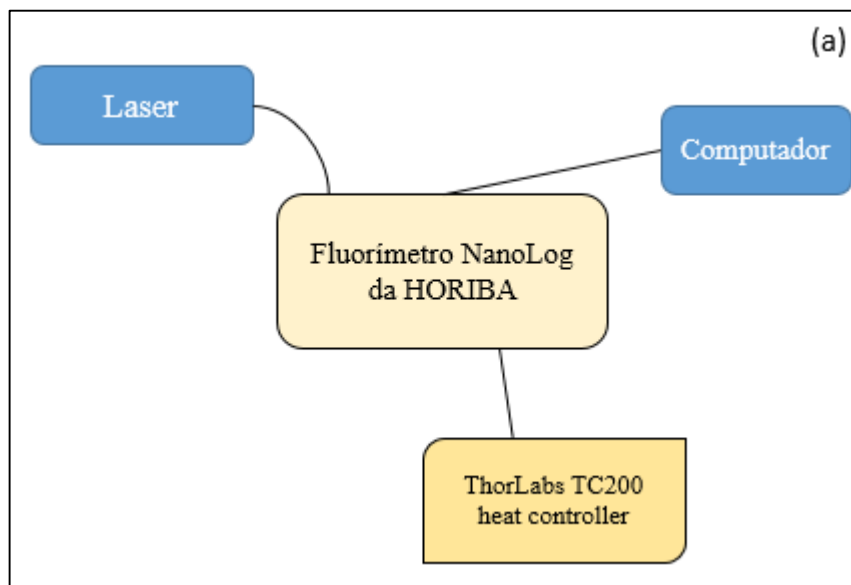 (a)
Laser
Computador
Fluorímetro NanoLog
da HORIBA
ThorLabs TC200
heat controller